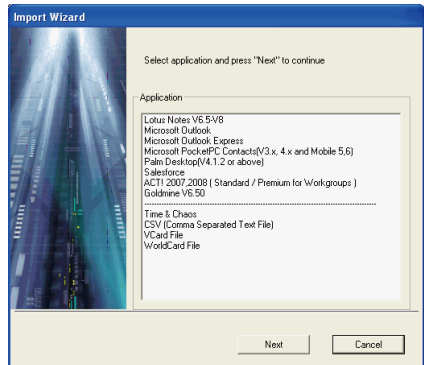 Import Wizard
Select application and press "Next" to continue
Application
Lotus Notes V6.5-V8
Microsoft Outlook
Microsoft Outlook Express
Microsoft PocketPC Contacts(V3.x, 4.x and Mobile 5,6)
Palm Desktop(V4.1.2 or above)
Salesforce
ACT! 2007,2008 ( Standard / Premium for Workgroups )
Goldmine V6.50
Time & Chaos
CSV (Comma Separated Text File)
VCard File
WorldCard File
Next
Cancel